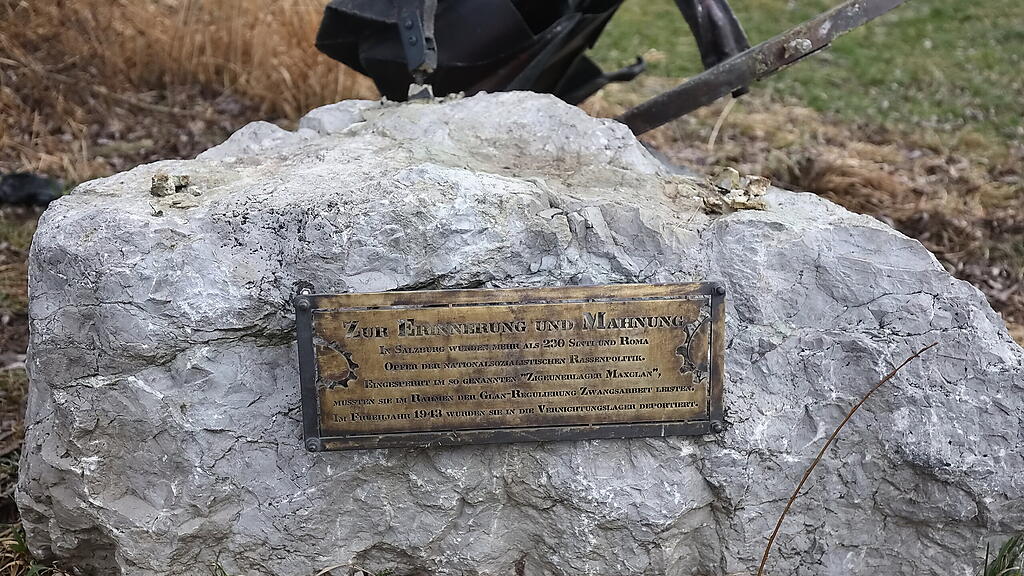 Zur Erinnerung und Mahnung
In Salzburg wurden mehr als 230 Sinti und Roma
Opfer der nationalsozialistischen Rassenpolitik.
Eingesperrt im so genannten "Zigeunerlager Maxglan",
mussten sie im Rahmen der Glan-Regulierung Zwangsarbeit leisten.
Im Fruehjahr 1943 wurden sie in die Vernichtungslager deportiert.